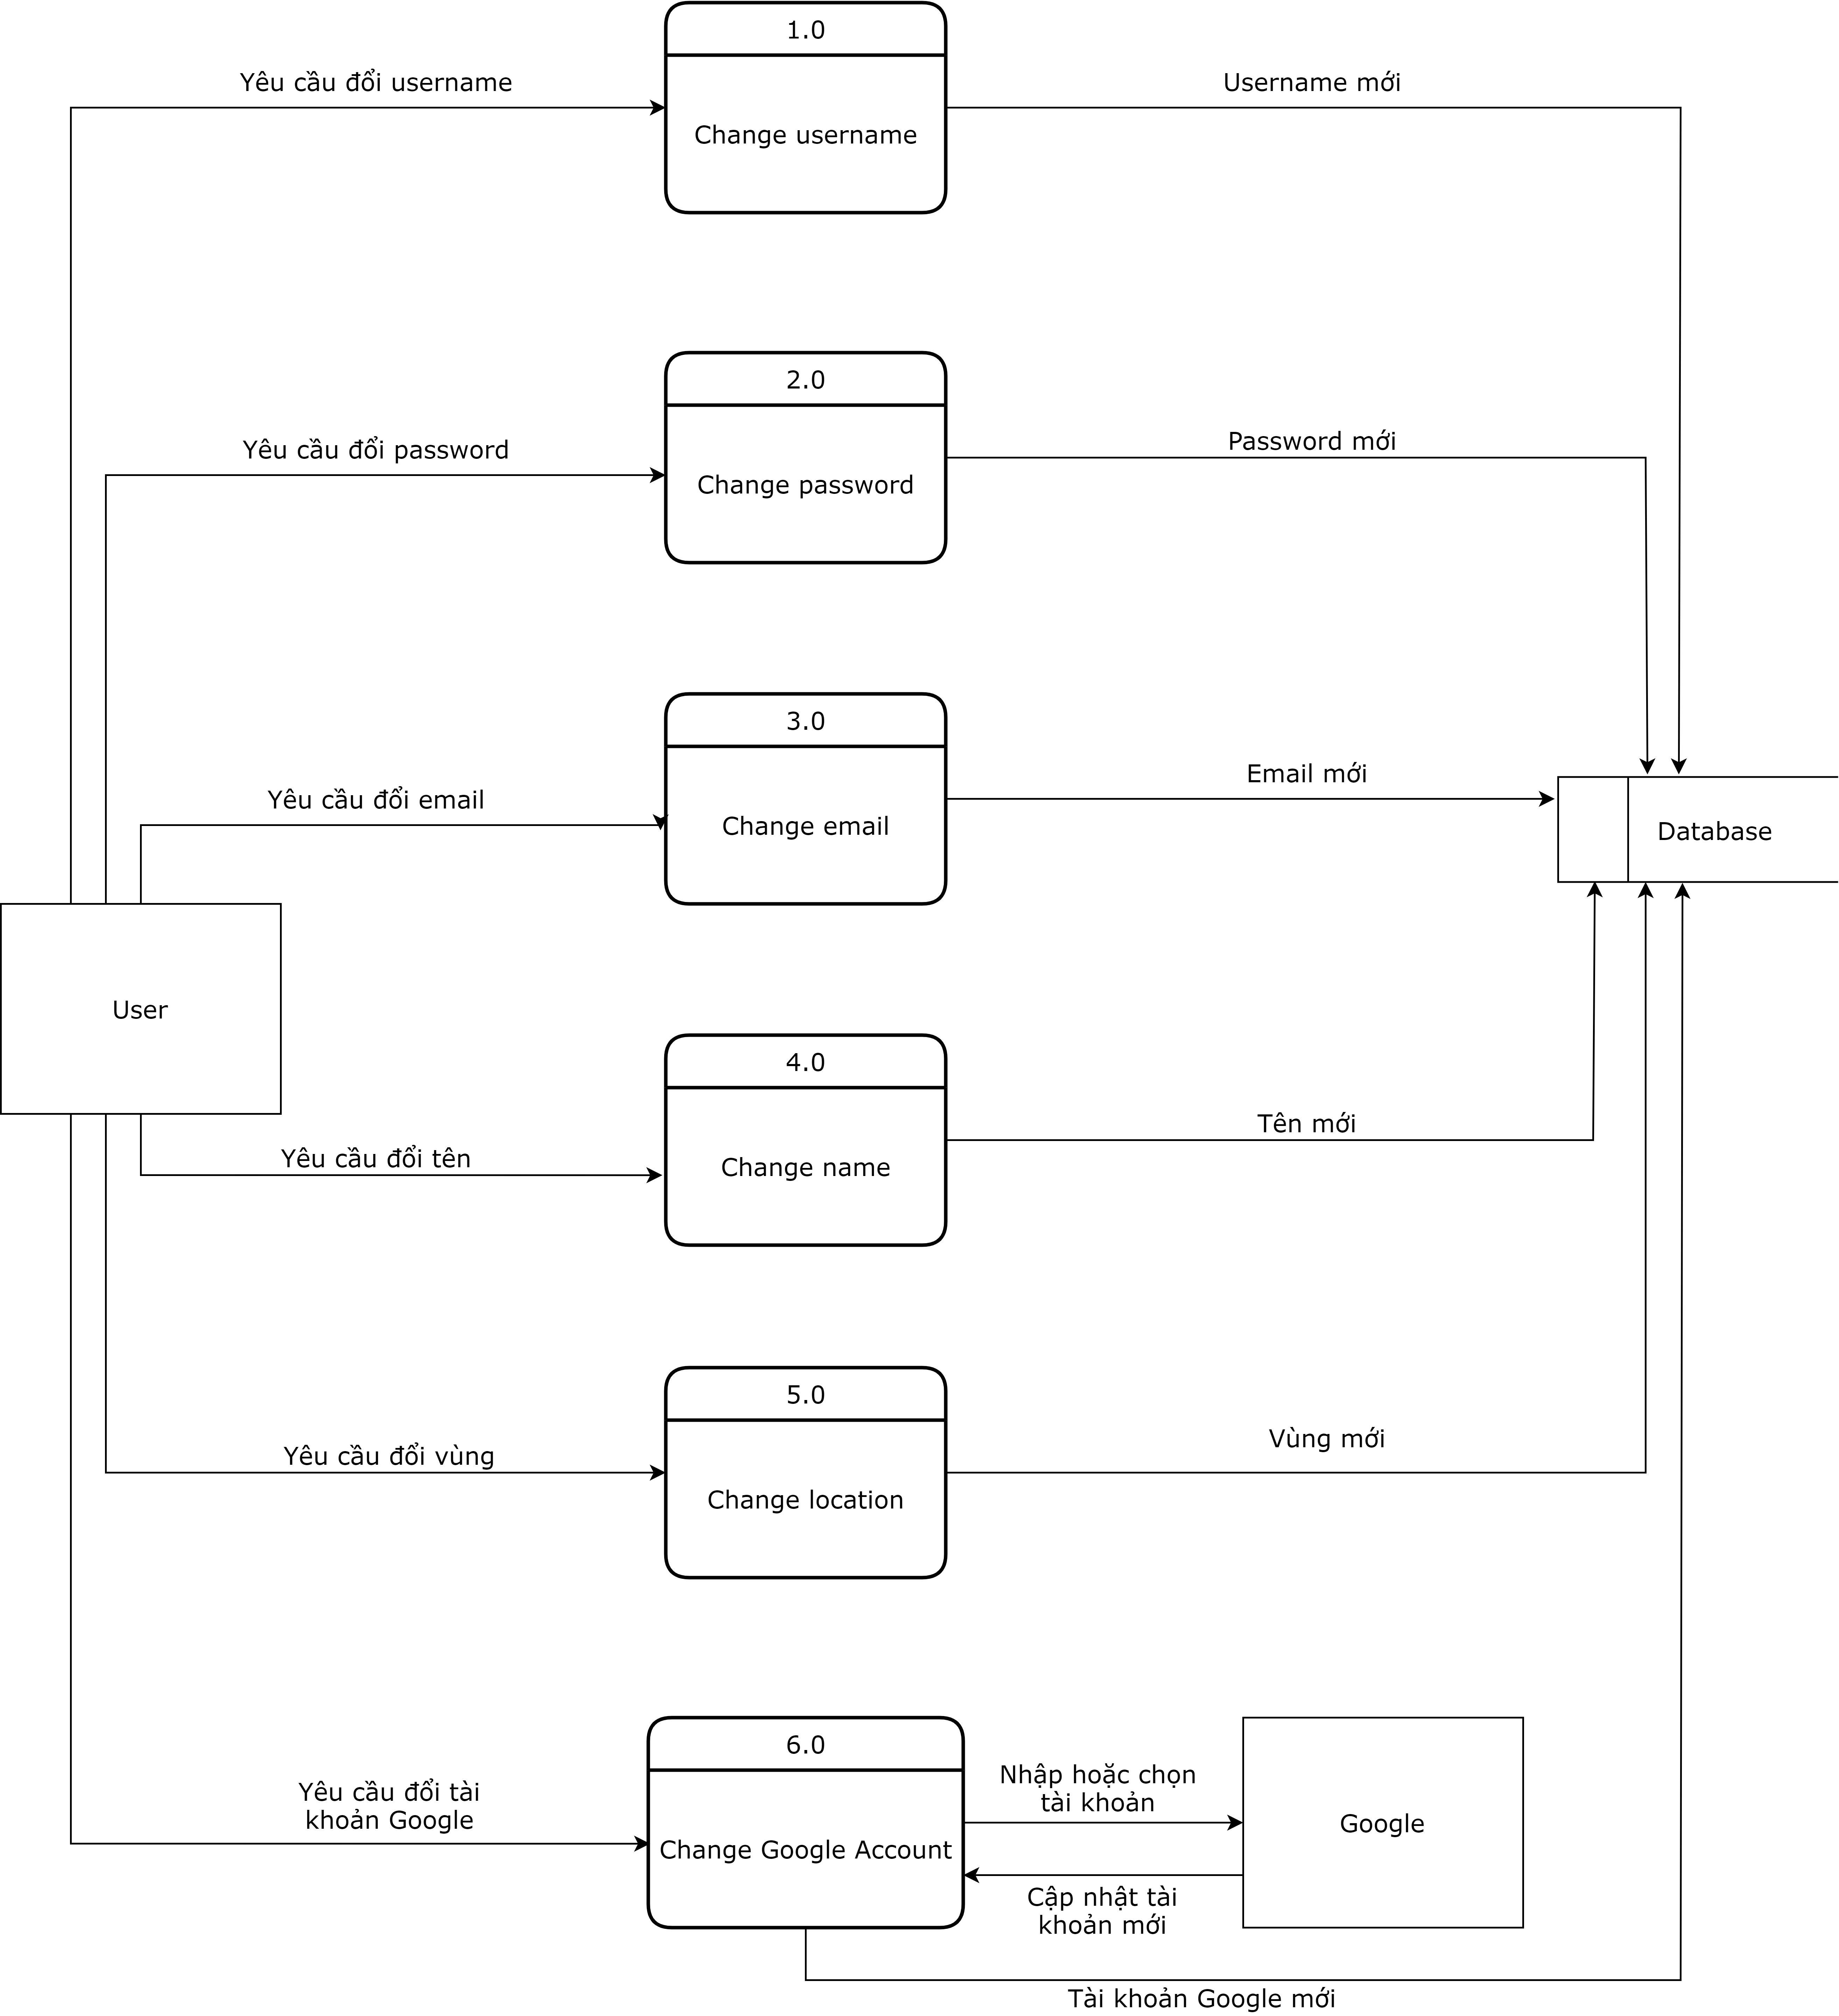 1.0
Yêu cầu đổi username
Username mới
Change username
2.0
Yêu cầu đổi password
Password mới
Change password
3.0
Yêu cầu đổi email
Email mới
Change email
Database
User
4.0
Yêu cầu đổi tên
Tên mới
Change name
5.0
Yêu cầu đổi vùng
Vùng mới
Change location
6.0
Yêu cầu đổi tài
khoản Google
Change Google Account
Nhập hoặc chọn
tài khoản
Google
Cập nhật tài
khoản mới
Tài khoản Google mới